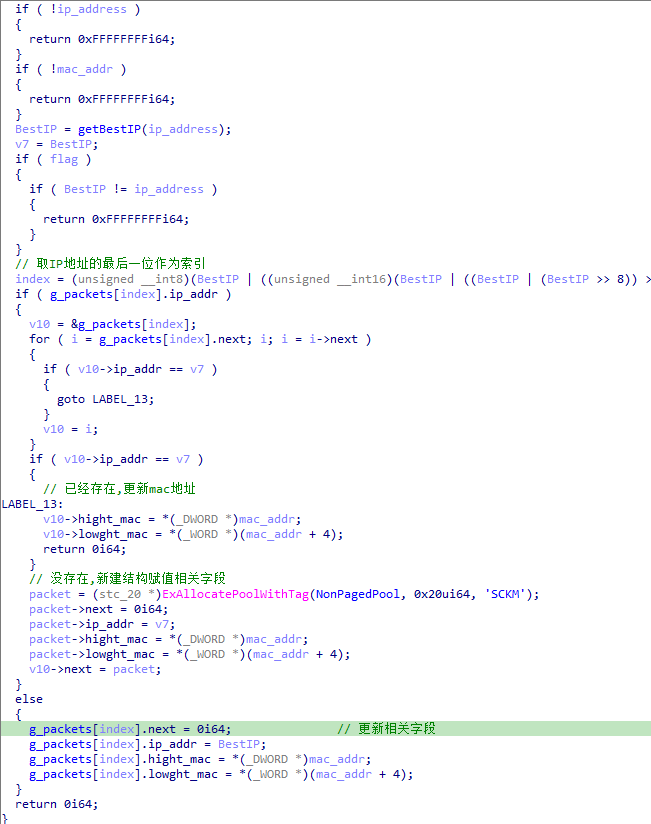 if ( !ip_address )
{
return 0xFFFFFFFFi64;
}
if ( !mac_addr )
{
return 0xFFFFFFFFi64;
}
BestIP = getBestIP(ip_address);
v7 = BestIP;
if ( flag )
{
if ( BestIP != ip_address )
{
return 0xFFFFFFFFi64;
}
}
// 取IP地址的最后一位作为索引
index = (unsigned __int8)(BestIP | ((unsigned __int16)(BestIP | ((BestIP | (BestIP >> 8)) >
if ( g_packets[index].ip_addr )
{
v10 = &g_packets[index];
for ( i = g_packets[index].next; i; i = i->next )
{
if ( v10->ip_addr == v7 )
{
goto LABEL_13;
}
v10 = i;
}
if ( v10->ip_addr == v7 )
{
// 已经存在,更新mac地址
LABEL_13:
v10->hight_mac = *(_DWORD *)mac_addr;
v10->lowght_mac = *(_WORD *)(mac_addr + 4);
return 0i64;
}
// 没存在,新建结构赋值相关字段
packet = (stc_20 *)ExAllocatePoolWithTag(NonPagedPool, 0x20ui64, 'SCKM');
packet->next = 0i64;
packet->ip_addr = v7;
packet->hight_mac = *(_DWORD *)mac_addr;
packet->lowght_mac = *(_WORD *)(mac_addr + 4);
v10->next = packet;
}
else
{
g_packets[index].next = 0i64; // 更新相关字段
g_packets[index].ip_addr = BestIP;
g_packets[index].hight_mac = *(_DWORD *)mac_addr;
g_packets[index].lowght_mac = *(_WORD *)(mac_addr + 4);
}
return 0i64;
}